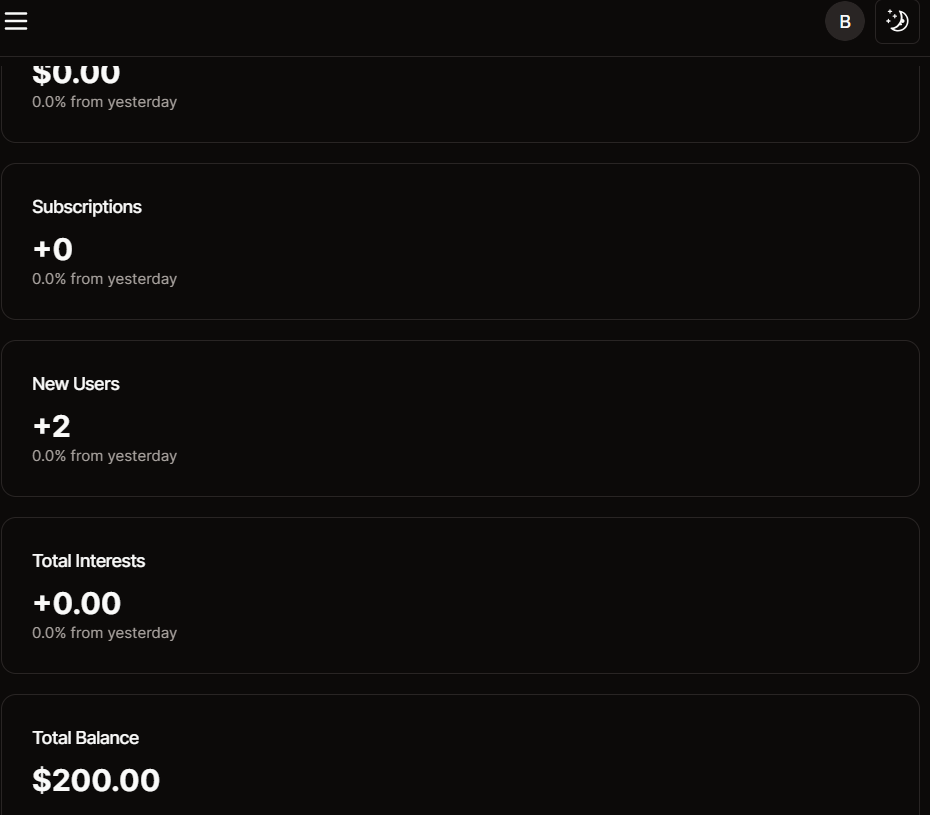 B
$0.00
0.0% from yesterday
Subscriptions
+0
0.0% from yesterday
New Users
+2
0.0% from yesterday
Total Interests
+0.00
0.0% from yesterday
Total Balance
$200.00